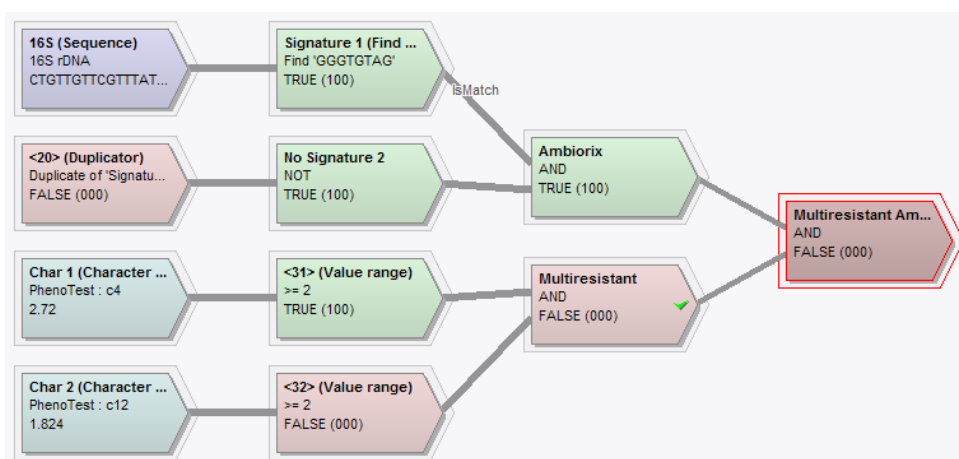 16S (Sequence)
16S rDNA
CTGTTGTTCGTTTAT...
Signature 1 (Find ...
Find 'GGGTGTAG'
TRUE (100)
IsMatch
<20> (Duplicator)
Duplicate of 'Signatu...
FALSE (000)
No Signature 2
NOT
TRUE (100)
Ambiorix
AND
TRUE (100)
Multiresistant Am...
AND
FALSE (000)
Char 1 (Character ...
PhenoTest : c4
2.72
<31> (Value range)
>= 2
TRUE (100)
Multiresistant
AND
FALSE (000)
Char 2 (Character ...
PhenoTest : c12
1.824
<32> (Value range)
>= 2
FALSE (000)